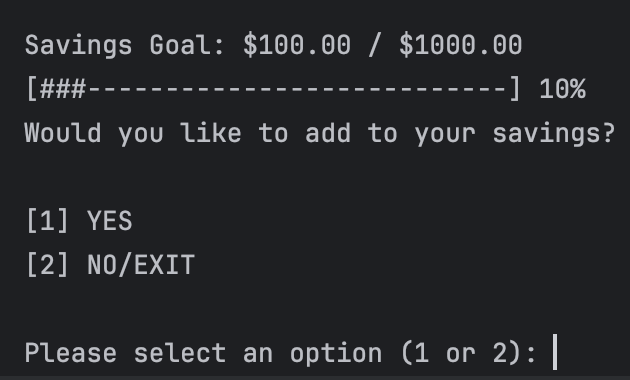 Savings Goal: $100.00 / $1000.00
[###---------------------------] 10%
Would you like to add to your savings?
[1] YES
[2] NO/EXIT
Please select an option (1 or 2):